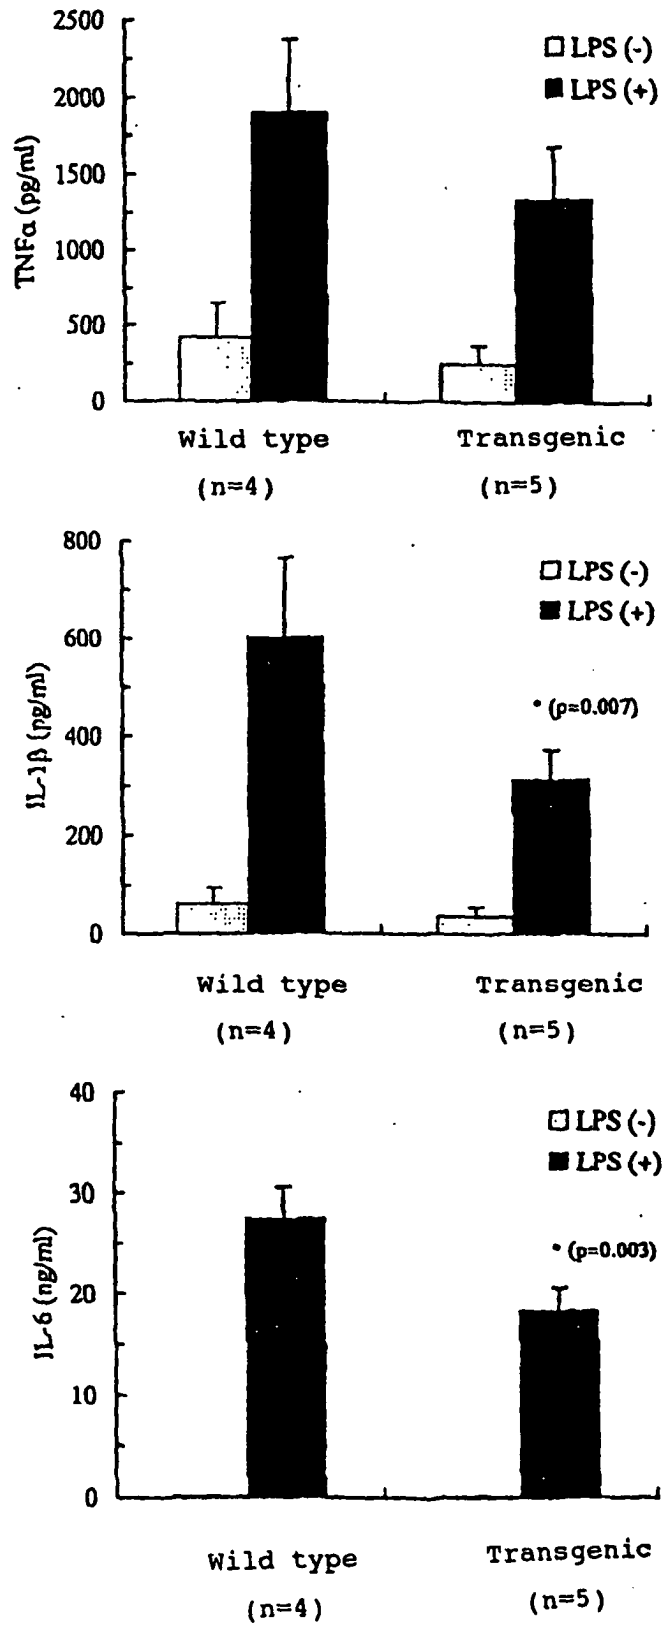 2500
2000
1500
1000
500
0
TNFα (pg/ml)
LPS (-)
LPS (+)
Wild type
Transgenic
(n=4)
(n=5)
800
600
400
200
0
IL-1β (pg/ml)
LPS (-)
LPS (+)
* (p=0.007)
Wild type
Transgenic
(n=4)
(n=5)
40
30
20
10
0
IL-6 (ng/ml)
LPS (-)
LPS (+)
* (p=0.003)
Wild type
Transgenic
(n=4)
(n=5)